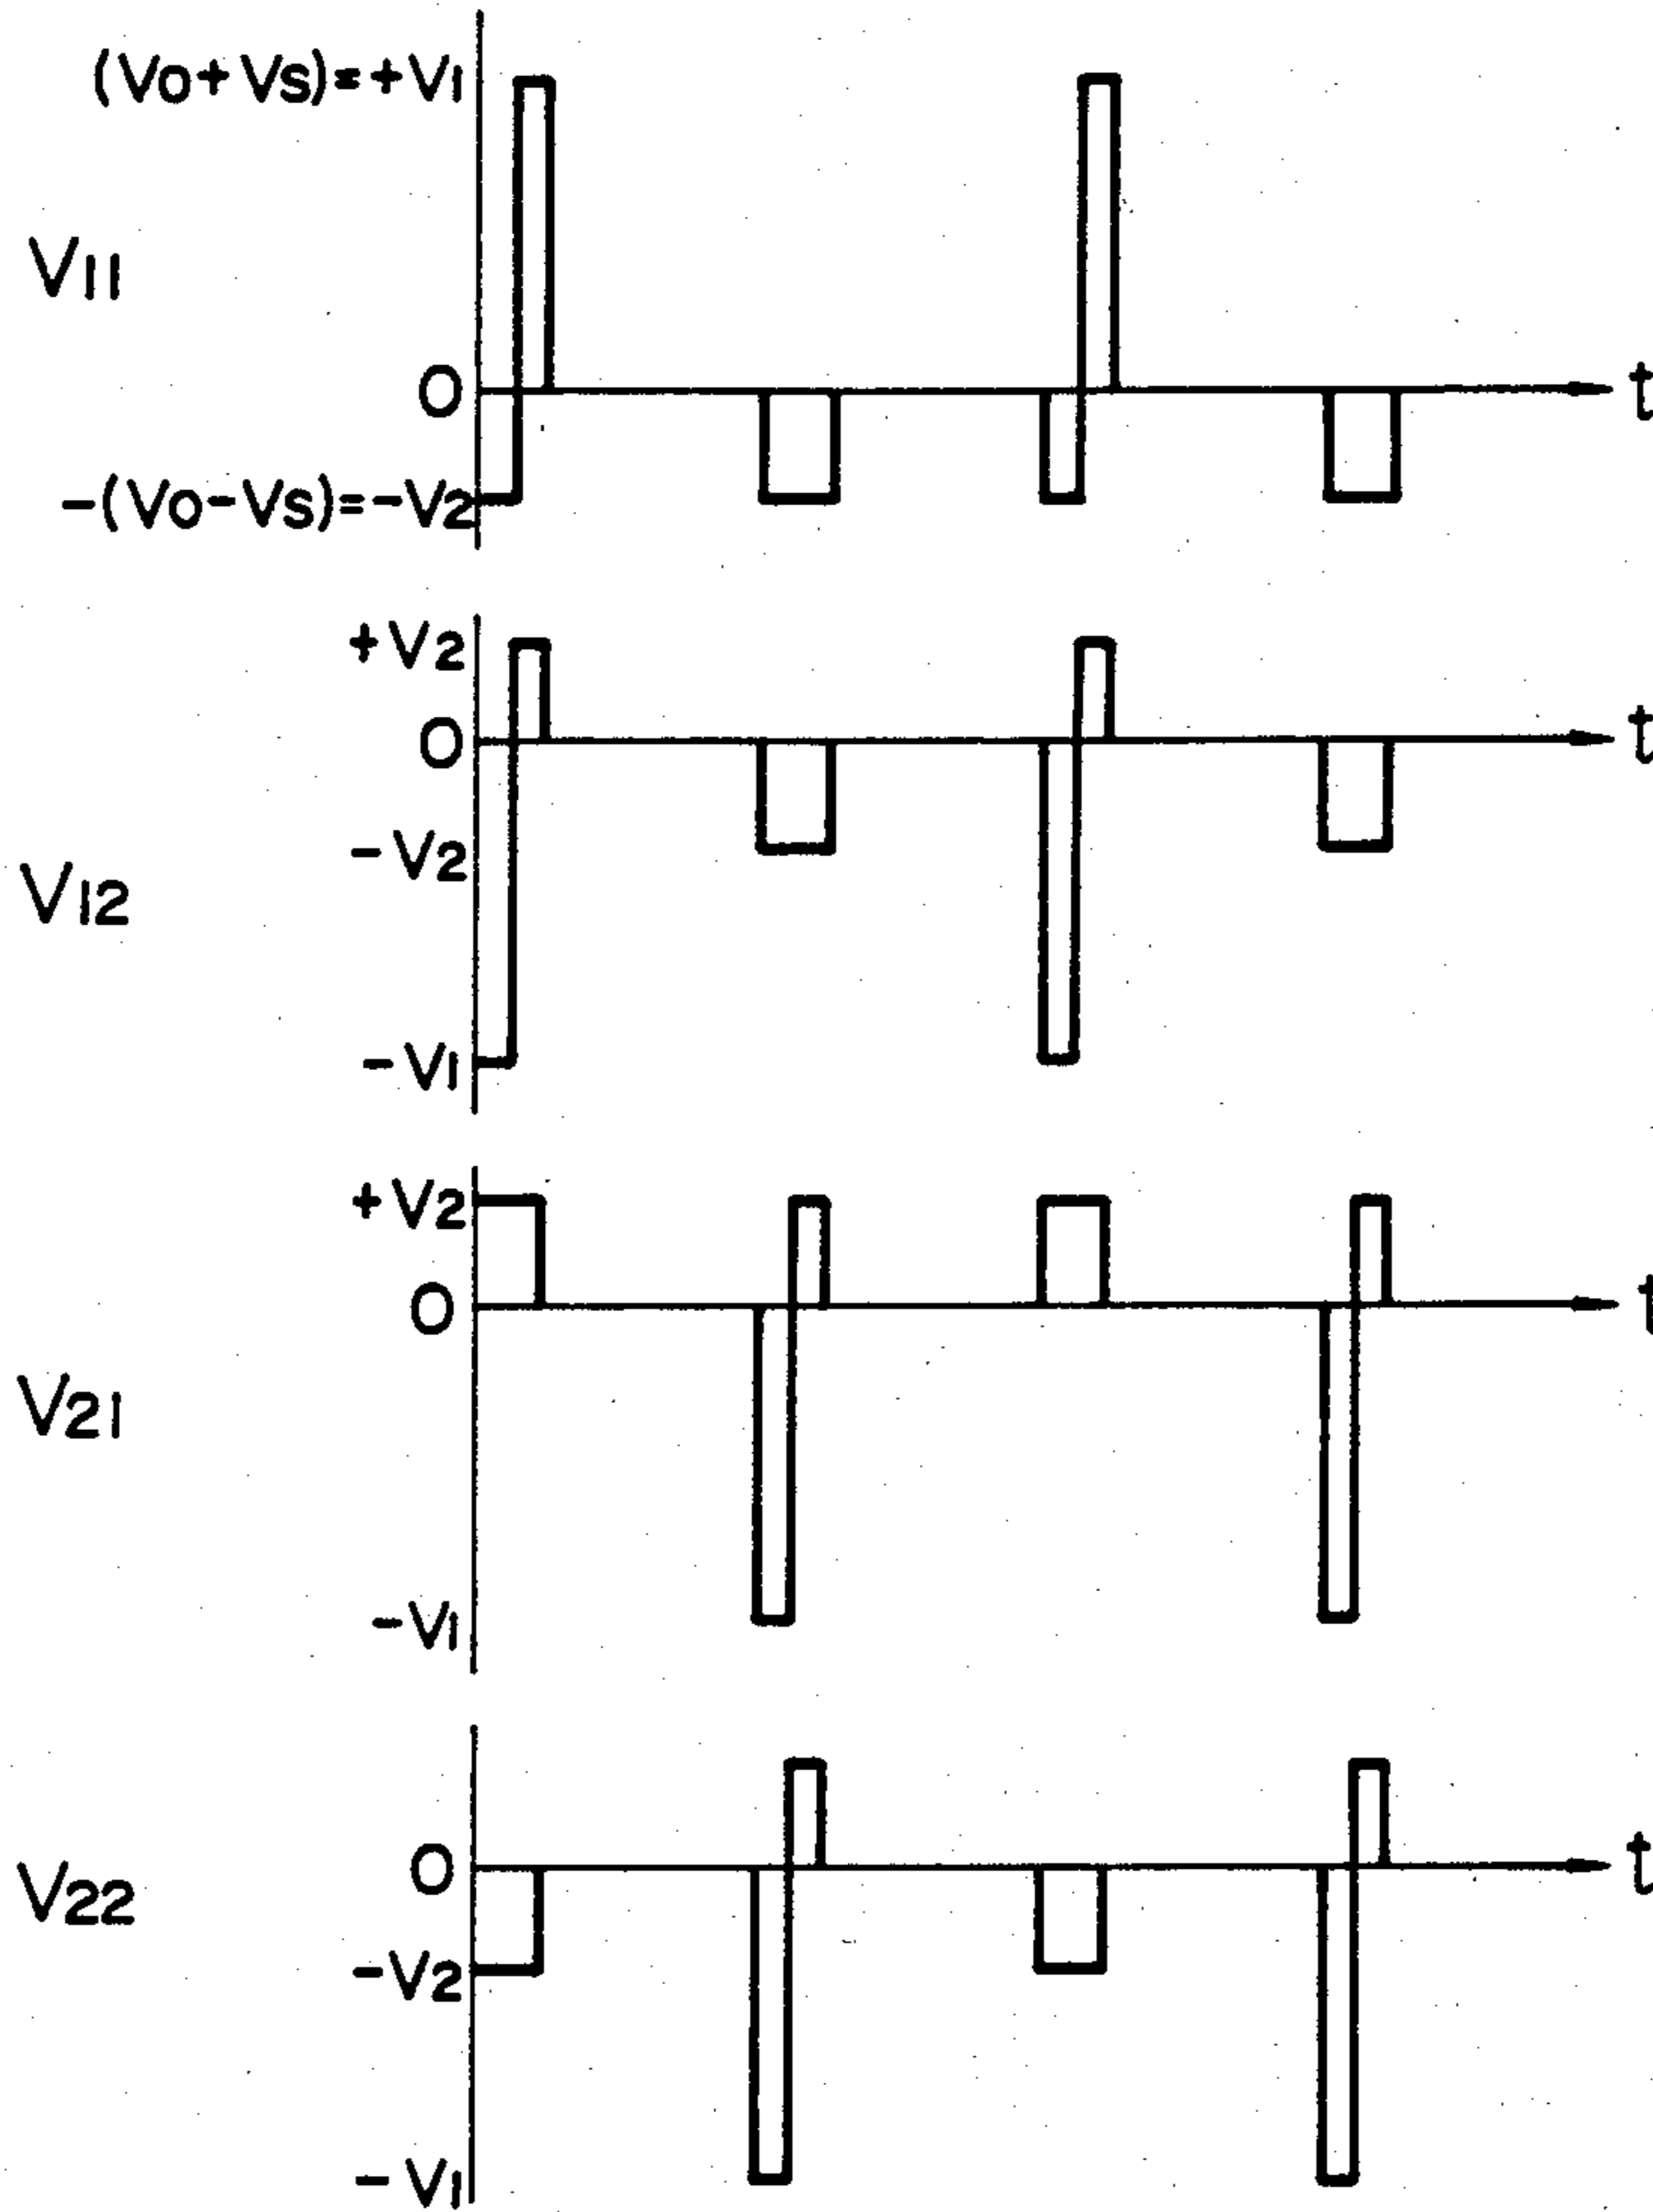 (Vo+Vs)=+V1
V11
O
t
-(Vo-Vs)=-V2
+V2
O
t
-V2
V12
-V1
+V2
O
t
V21
-V1
O
t
V22
-V2
-V1